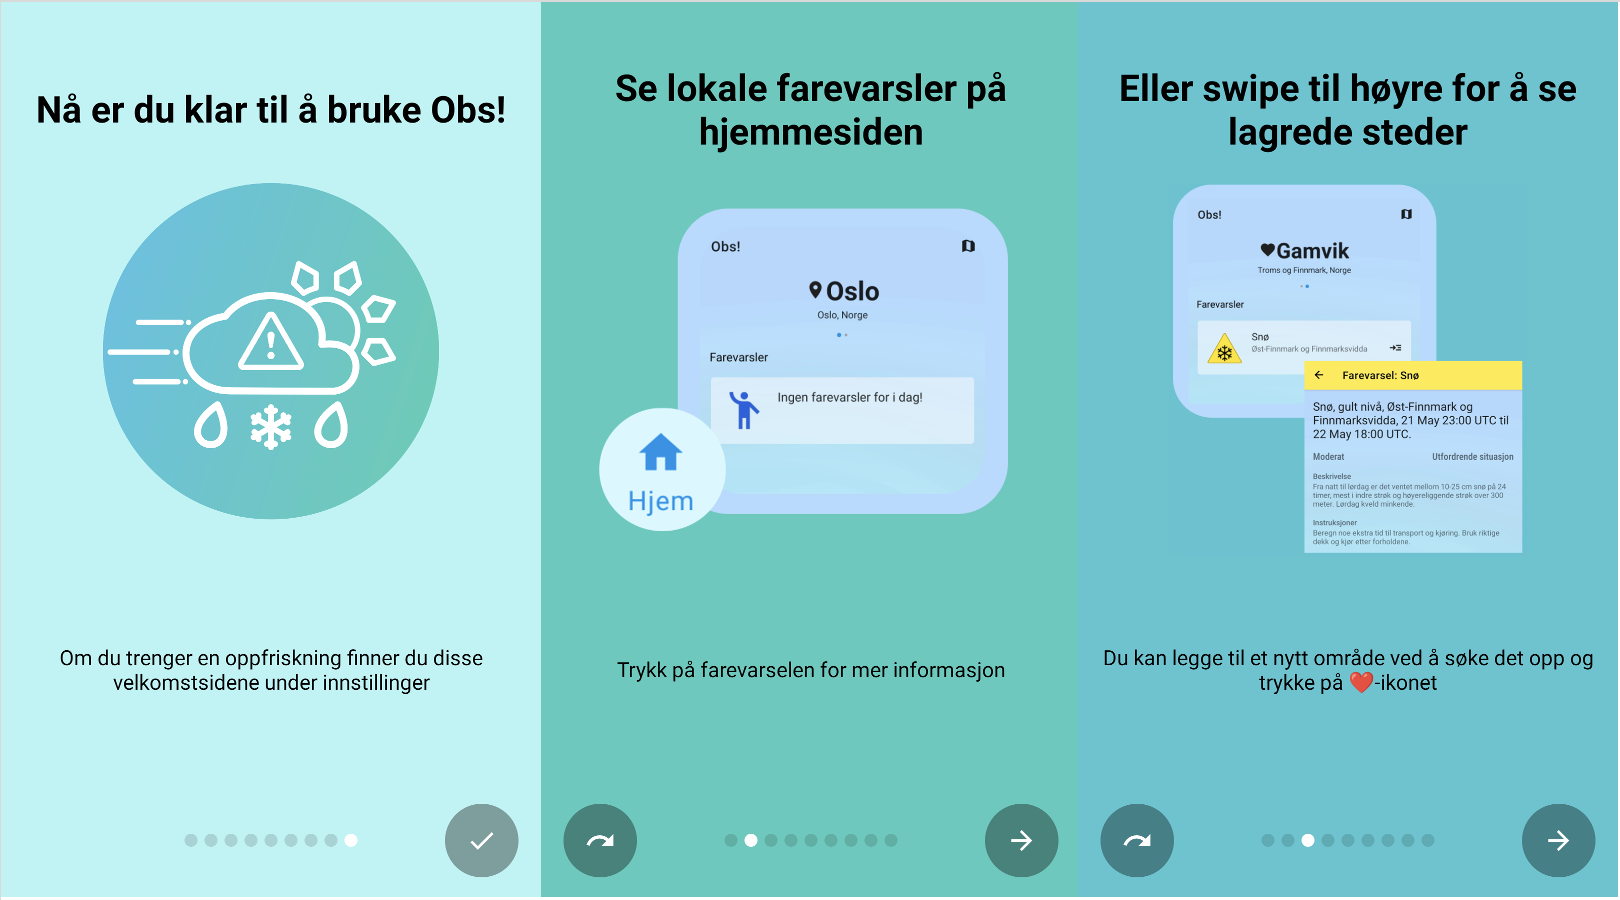 Nå er du klar til å bruke Obs!
Om du trenger en oppfriskning finner du disse
velkomstsidene under innstillinger
Se lokale farevarsler på
hjemmesiden
Obs!
Oslo
Oslo, Norge
Farevarsler
Ingen farevarsler for i dag!
Hjem
Trykk på farevarselen for mer informasjon
Eller swipe til høyre for å se
lagrede steder
Obs!
Gamvik
Troms og Finnmark, Norge
Farevarsler
Snø
Øst-Finnmark og Finnmarksvidda
Farevarsel: Snø
Snø, gult nivå, Øst-Finnmark og
Finnmarksvidda, 21 May 23:00 UTC til
22 May 18:00 UTC.
Moderat Utfordrende situasjon
Beskrivelse
Fra natt til lørdag er det ventet mellom 10-25 cm snø på 24
timer, mest i indre strøk og høyereliggende strøk over 300
meter. Lørdag kveld minkende.
Instruksjoner
Beregn noe ekstra tid til transport og kjøring. Bruk riktige
dekk og kjør etter forholdene.
Du kan legge til et nytt område ved å søke det opp og
trykke på ❤️-ikonet